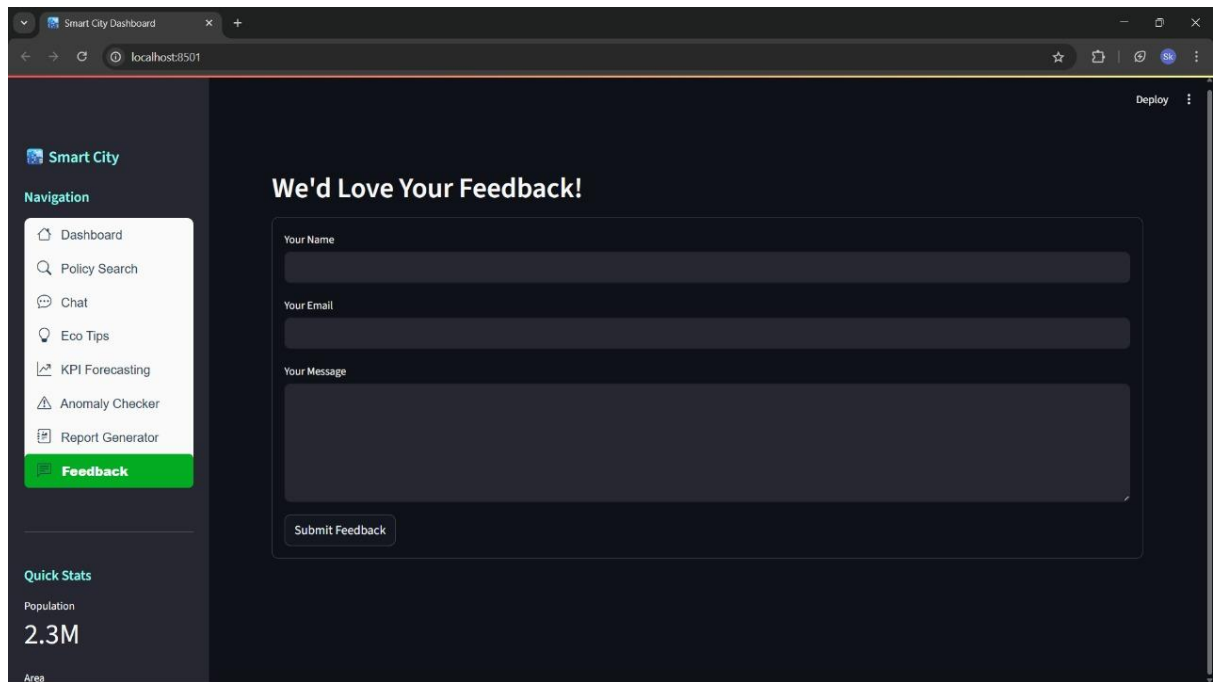 Smart City Dashboard
localhost:8501
Sk
Deploy
Smart City
Navigation
Dashboard
Policy Search
Chat
Eco Tips
KPI Forecasting
Anomaly Checker
Report Generator
Feedback
Quick Stats
Population
2.3M
Area
We'd Love Your Feedback!
Your Name
Your Email
Your Message
Submit Feedback